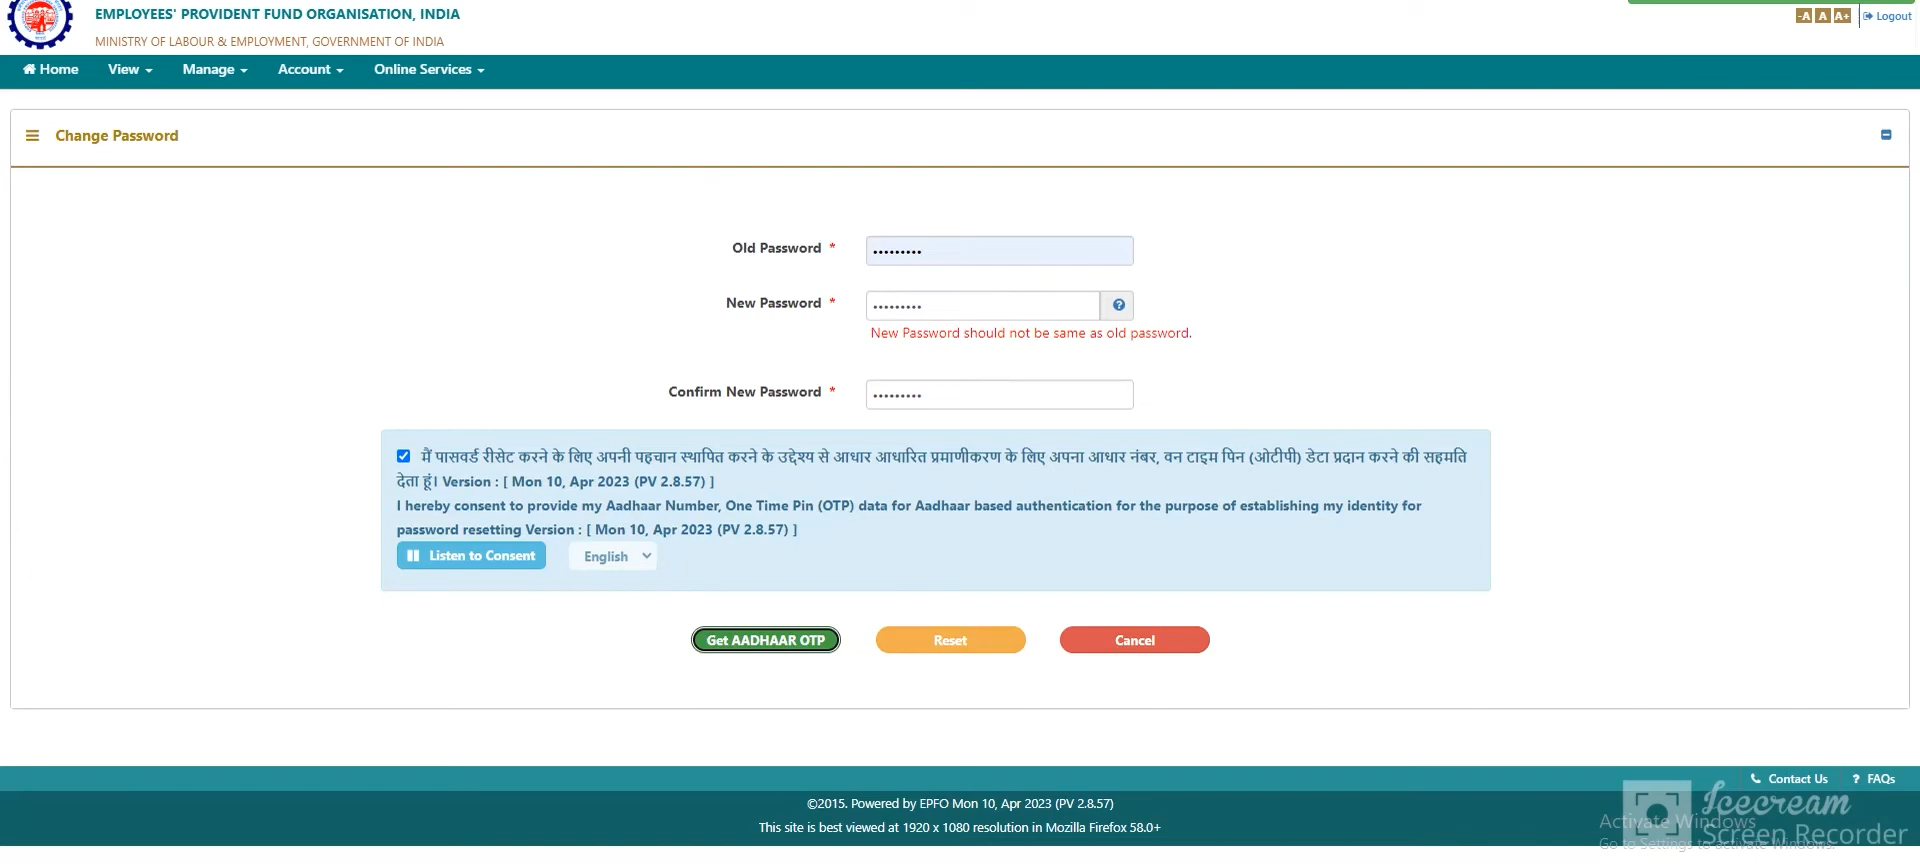 EMPLOYEES' PROVIDENT FUND ORGANISATION, INDIA
MINISTRY OF LABOUR & EMPLOYMENT, GOVERNMENT OF INDIA
-A A A+ Logout
Home View Manage Account Online Services
Change Password
Old Password * •••••••••
New Password * •••••••••
New Password should not be same as old password.
Confirm New Password * •••••••••
मैं पासवर्ड रीसेट करने के लिए अपनी पहचान स्थापित करने के उद्देश्य से आधार आधारित प्रमाणीकरण के लिए अपना आधार नंबर, वन टाइम पिन (ओटीपी) डेटा प्रदान करने की सहमति
देता हूं। Version : [ Mon 10, Apr 2023 (PV 2.8.57) ]
I hereby consent to provide my Aadhaar Number, One Time Pin (OTP) data for Aadhaar based authentication for the purpose of establishing my identity for
password resetting Version : [ Mon 10, Apr 2023 (PV 2.8.57) ]
Listen to Consent English
Get AADHAAR OTP Reset Cancel
Contact Us ? FAQs
©2015. Powered by EPFO Mon 10, Apr 2023 (PV 2.8.57)
This site is best viewed at 1920 x 1080 resolution in Mozilla Firefox 58.0+
Icecream
Activate Windows
Screen Recorder
Go to Settings to activate Windows.